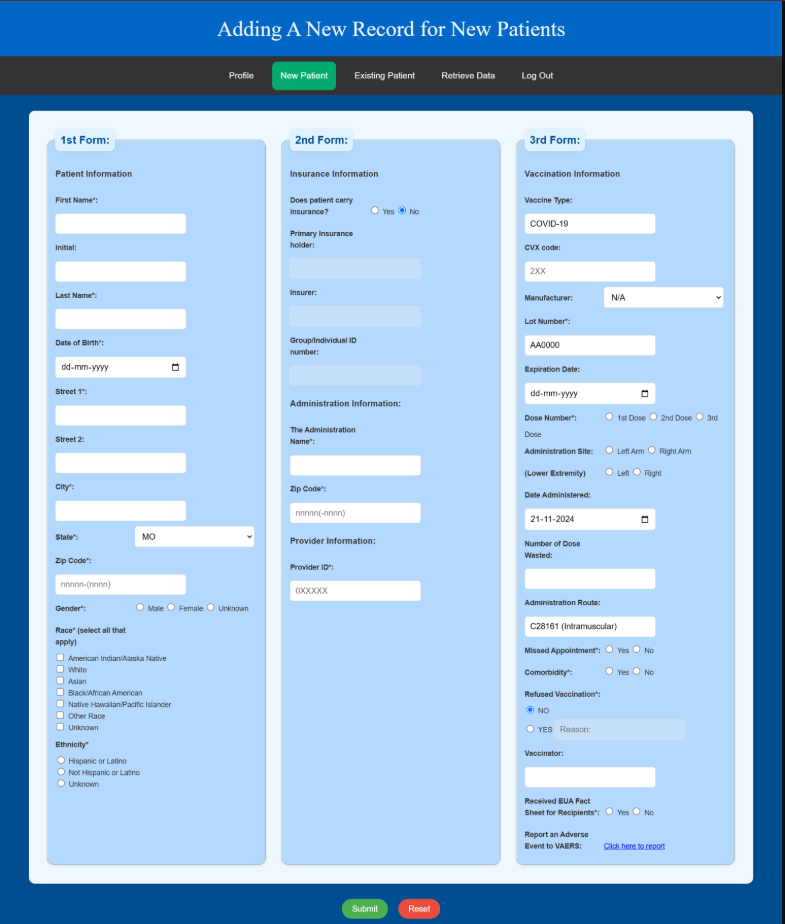 Adding A New Record for New Patients
Profile New Patient Existing Patient Retrieve Data Log Out
1st Form:
Patient Information
First Name*:
Initial:
Last Name*:
Date of Birth*:
dd-mm-yyyy
Street 1*:
Street 2:
City*:
State*: MO
Zip Code*:
nnnnn-(nnnn)
Gender*: Male Female Unknown
Race* (select all that
apply)
American Indian/Alaska Native
White
Asian
Black/African American
Native Hawaiian/Pacific Islander
Other Race
Unknown
Ethnicity*
Hispanic or Latino
Not Hispanic or Latino
Unknown
2nd Form:
Insurance Information
Does patient carry
insurance? Yes No
Primary Insurance
holder:
Insurer:
Group/Individual ID
number:
Administration Information:
The Administration
Name*:
Zip Code*:
nnnnn(-nnnn)
Provider Information:
Provider ID*:
0XXXXX
3rd Form:
Vaccination Information
Vaccine Type:
COVID-19
CVX code:
2XX
Manufacturer: N/A
Lot Number*:
AA0000
Expiration Date:
dd-mm-yyyy
Dose Number*: 1st Dose 2nd Dose 3rd
Dose
Administration Site: Left Arm Right Arm
(Lower Extremity) Left Right
Date Administered:
21-11-2024
Number of Dose
Wasted:
Administration Route:
C28161 (Intramuscular)
Missed Appointment*: Yes No
Comorbidity*: Yes No
Refused Vaccination*:
NO
YES Reason:
Vaccinator:
Received EUA Fact
Sheet for Recipients*: Yes No
Report an Adverse
Event to VAERS: Click here to report
Submit Reset